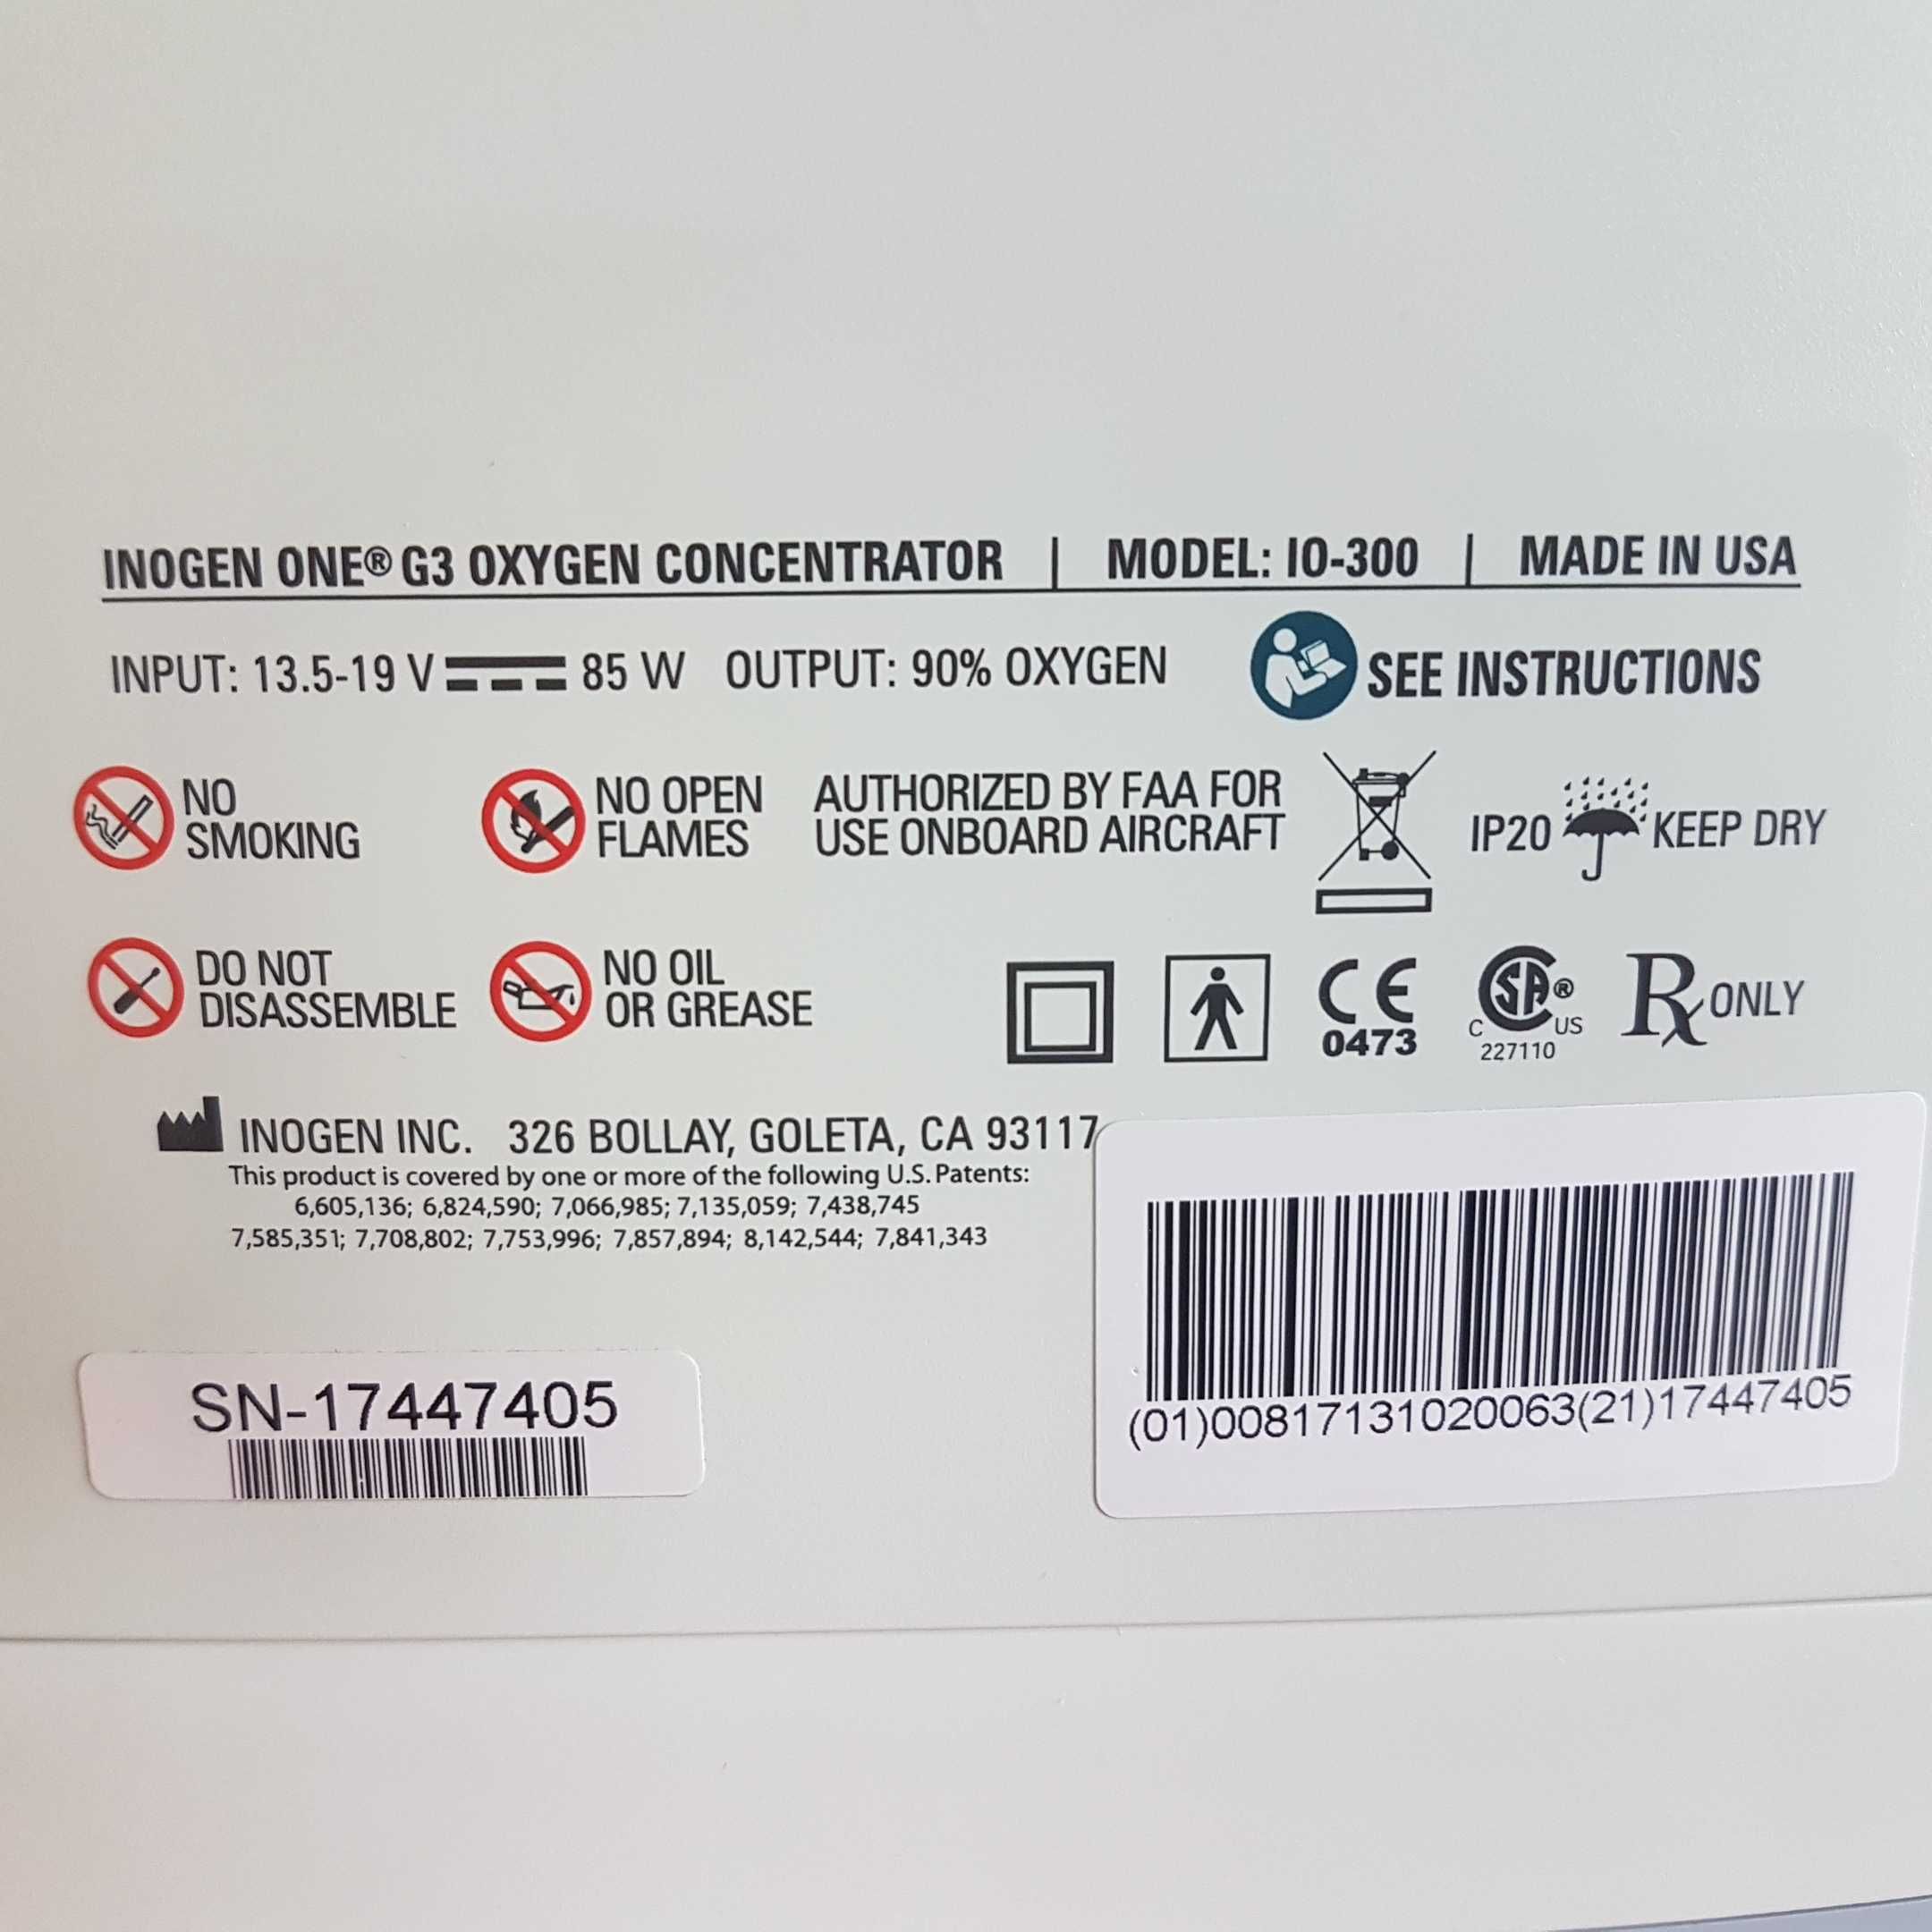 INOGEN ONE® G3 OXYGEN CONCENTRATOR | MODEL: IO-300 | MADE IN USA
INPUT: 13.5-19 V 85 W OUTPUT: 90% OXYGEN SEE INSTRUCTIONS
NO SMOKING
NO OPEN FLAMES
AUTHORIZED BY FAA FOR
USE ONBOARD AIRCRAFT
IP20 KEEP DRY
DO NOT
DISASSEMBLE
NO OIL
OR GREASE
CE
0473
CSA®
C US
227110
Rx ONLY
INOGEN INC. 326 BOLLAY, GOLETA, CA 93117
This product is covered by one or more of the following U.S. Patents:
6,605,136; 6,824,590; 7,066,985; 7,135,059; 7,438,745
7,585,351; 7,708,802; 7,753,996; 7,857,894; 8,142,544; 7,841,343
SN-17447405
(01)00817131020063(21)17447405